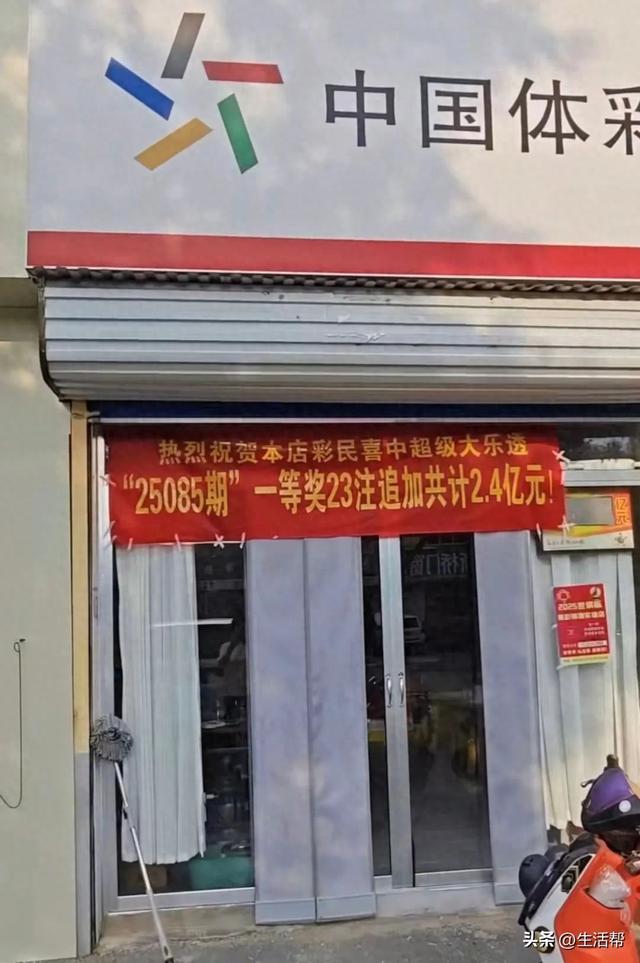 中国体彩
热烈祝贺本店彩民喜中超级大乐透
“25085期”一等奖23注追加共计2.4亿元!
亿元
头条 @生活帮